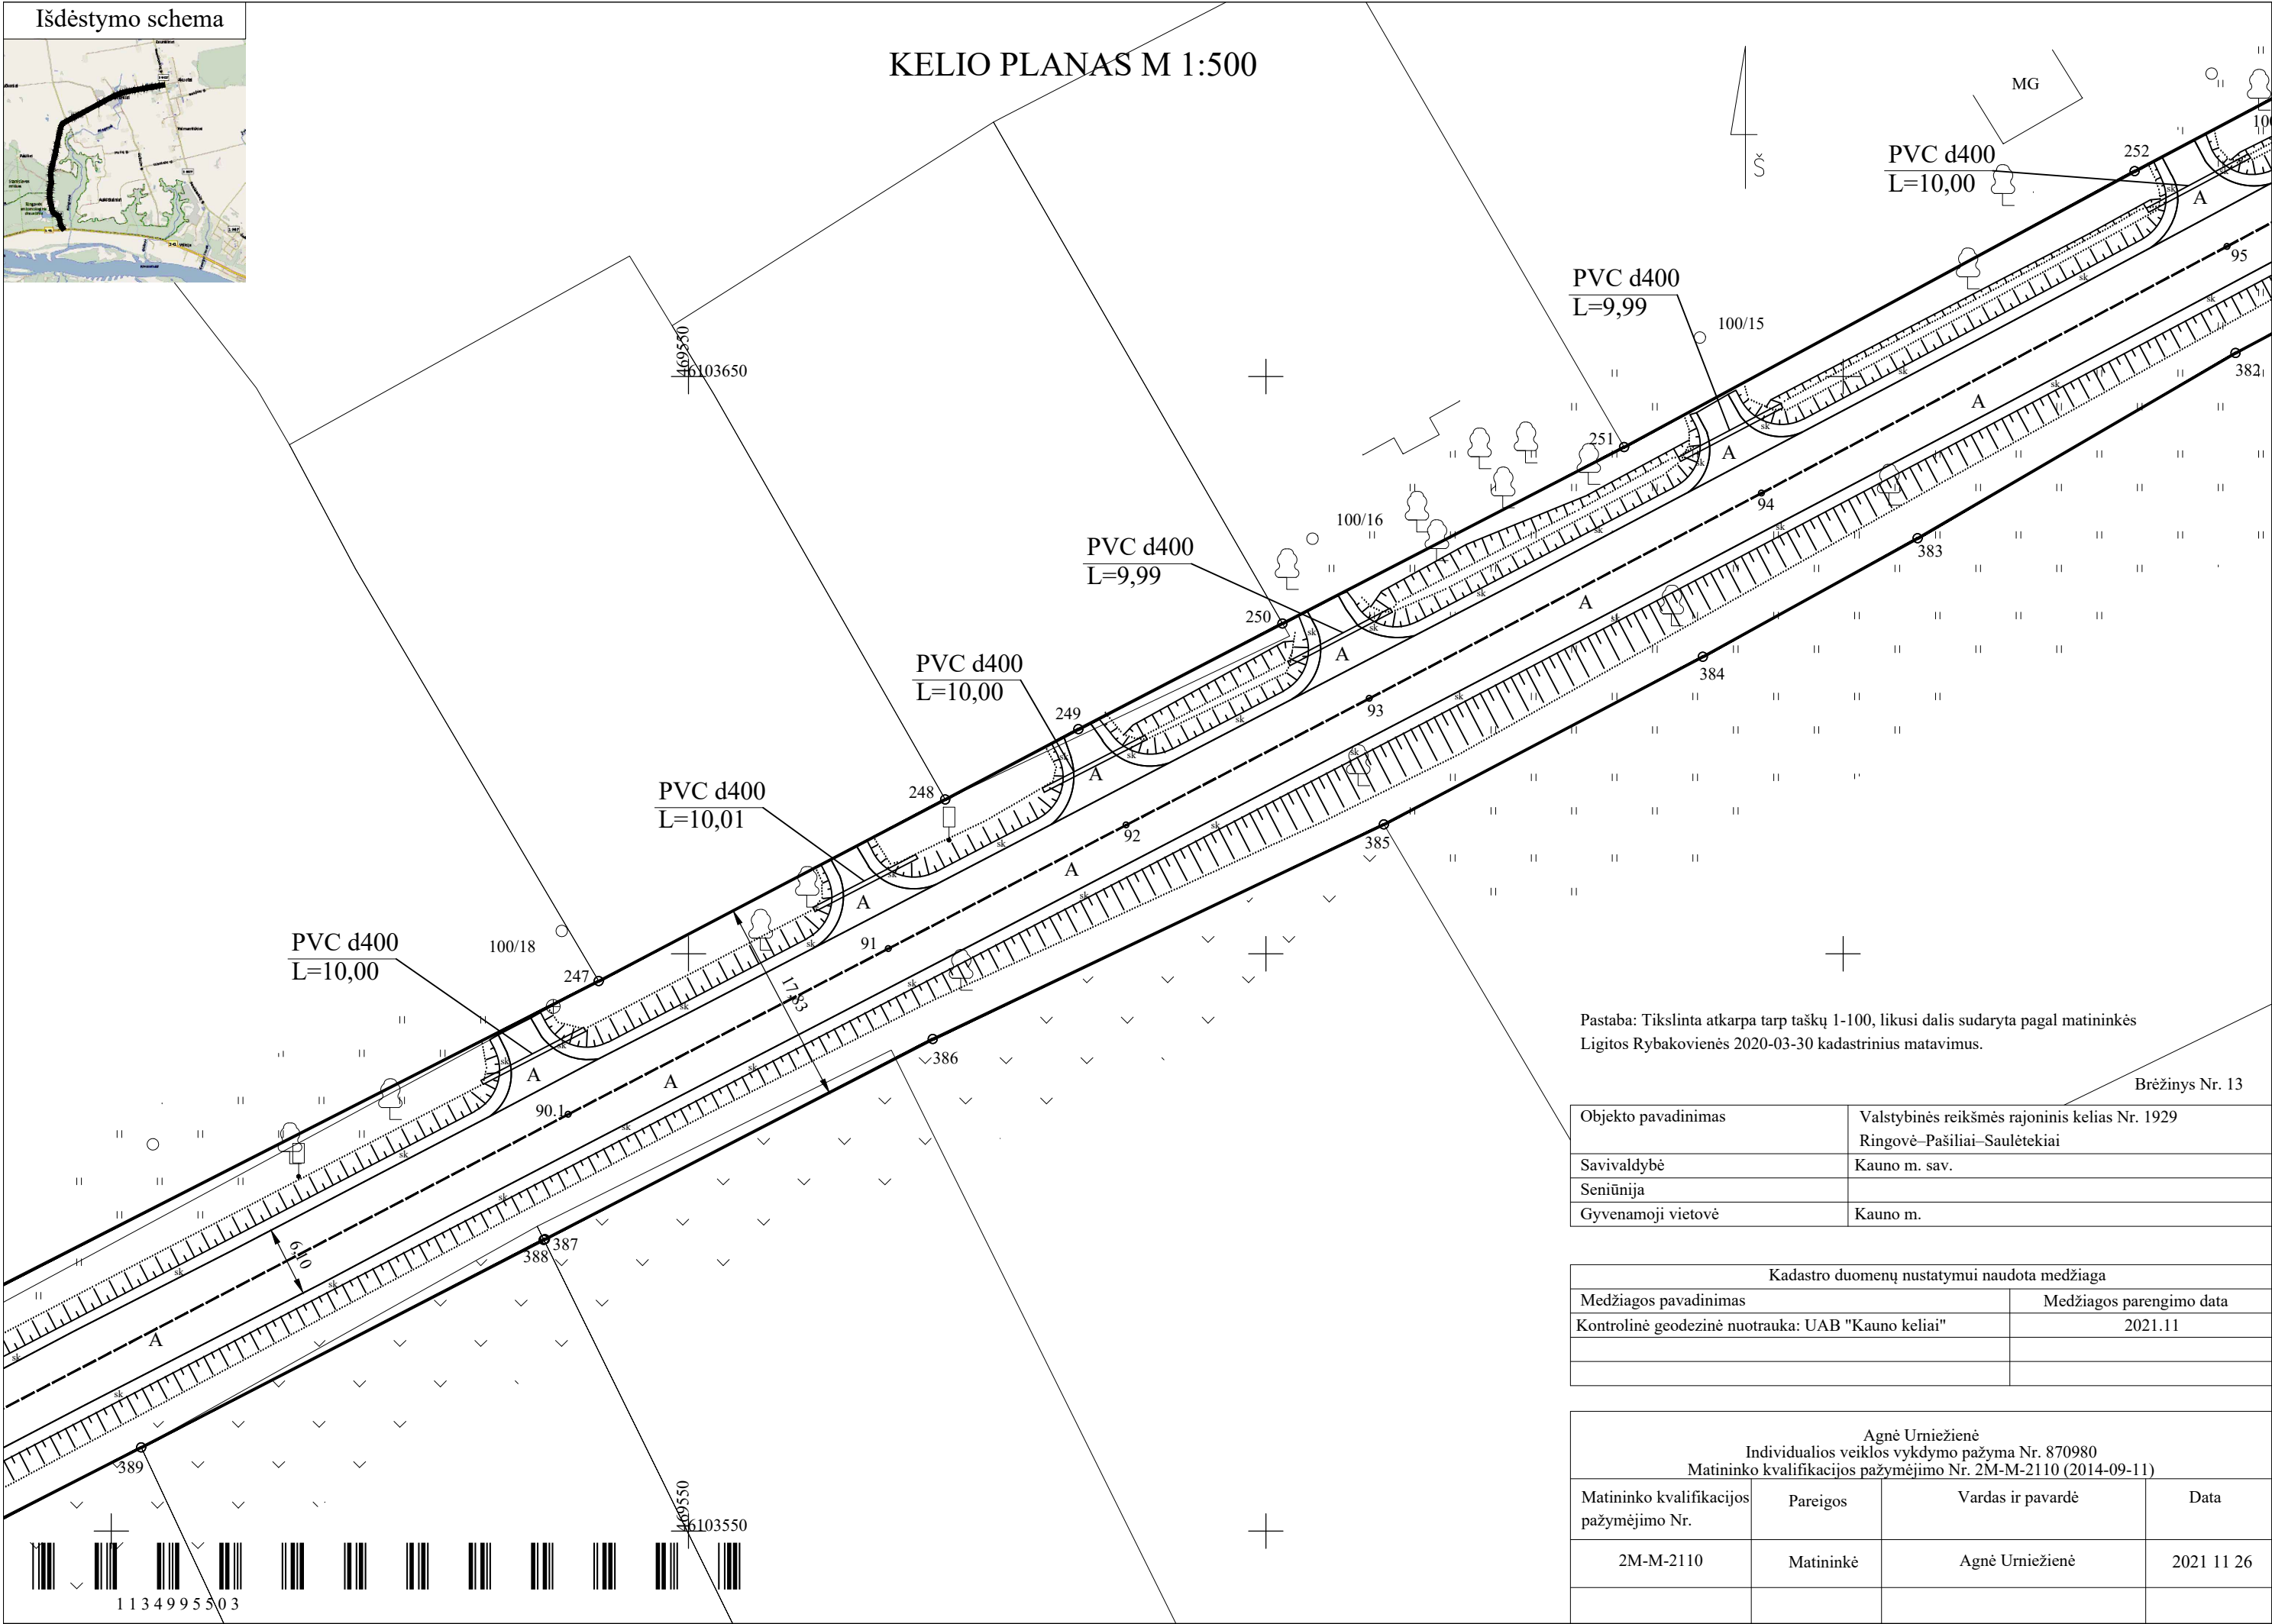 Išdėstymo schema
KELIO PLANAS M 1:500
Š
MG
PVC d400
L=10,00
252
A
95
PVC d400
L=9,99
100/15
382
469550
6103650
A
251
A
94
100/16
383
PVC d400
L=9,99
A
250
A
384
PVC d400
L=10,00
249
93
A
248
PVC d400
L=10,01
92
385
A
A
PVC d400
L=10,00
100/18
91
247
17,83
386
A
A
90.1
6,10
387
388
A
389
469550
6103550
1 1 3 4 9 9 5 5 0 3
Pastaba: Tikslinta atkarpa tarp taškų 1-100, likusi dalis sudaryta pagal matininkės
Ligitos Rybakovienės 2020-03-30 kadastrinius matavimus.
Brėžinys Nr. 13
Objekto pavadinimas Valstybinės reikšmės rajoninis kelias Nr. 1929
Ringovė–Pašiliai–Saulėtekiai
Savivaldybė Kauno m. sav.
Seniūnija
Gyvenamoji vietovė Kauno m.
Kadastro duomenų nustatymui naudota medžiaga
Medžiagos pavadinimas Medžiagos parengimo data
Kontrolinė geodezinė nuotrauka: UAB "Kauno keliai" 2021.11
Agnė Urniežienė
Individualios veiklos vykdymo pažyma Nr. 870980
Matininko kvalifikacijos pažymėjimo Nr. 2M-M-2110 (2014-09-11)
Matininko kvalifikacijos pažymėjimo Nr. Pareigos Vardas ir pavardė Data
2M-M-2110 Matininkė Agnė Urniežienė 2021 11 26